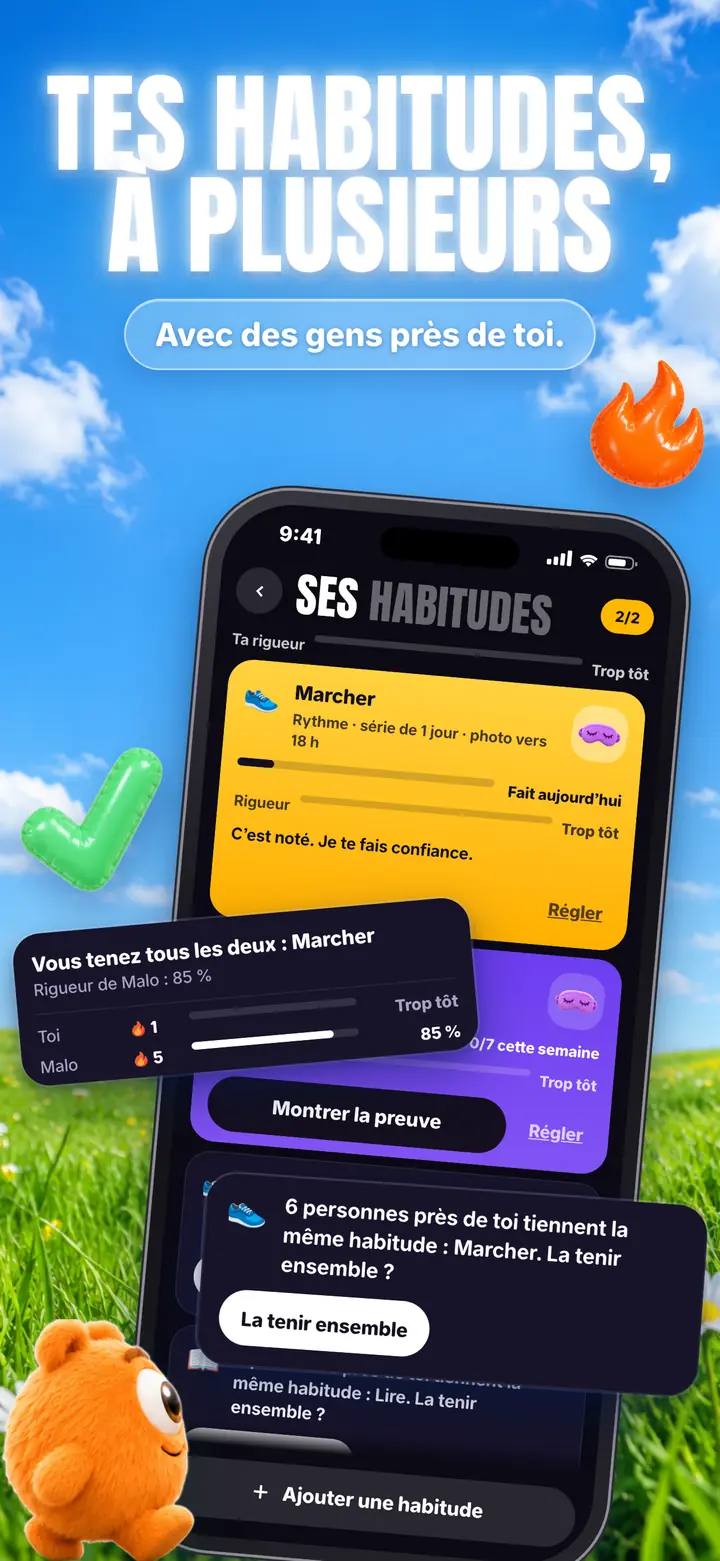 TES HABITUDES,
À PLUSIEURS
Avec des gens près de toi.
9:41
SES HABITUDES
2/2
Ta rigueur
Trop tôt
Marcher
Rythme · série de 1 jour · photo vers
18 h
Fait aujourd’hui
Rigueur
Trop tôt
C’est noté. Je te fais confiance.
Régler
Vous tenez tous les deux : Marcher
Rigueur de Malo : 85 %
Toi 1 Trop tôt
Malo 5 85 %
0/7 cette semaine
Trop tôt
Montrer la preuve
Régler
6 personnes près de toi tiennent la
même habitude : Marcher. La tenir
ensemble ?
La tenir ensemble
même habitude : Lire. La tenir
ensemble ?
+ Ajouter une habitude